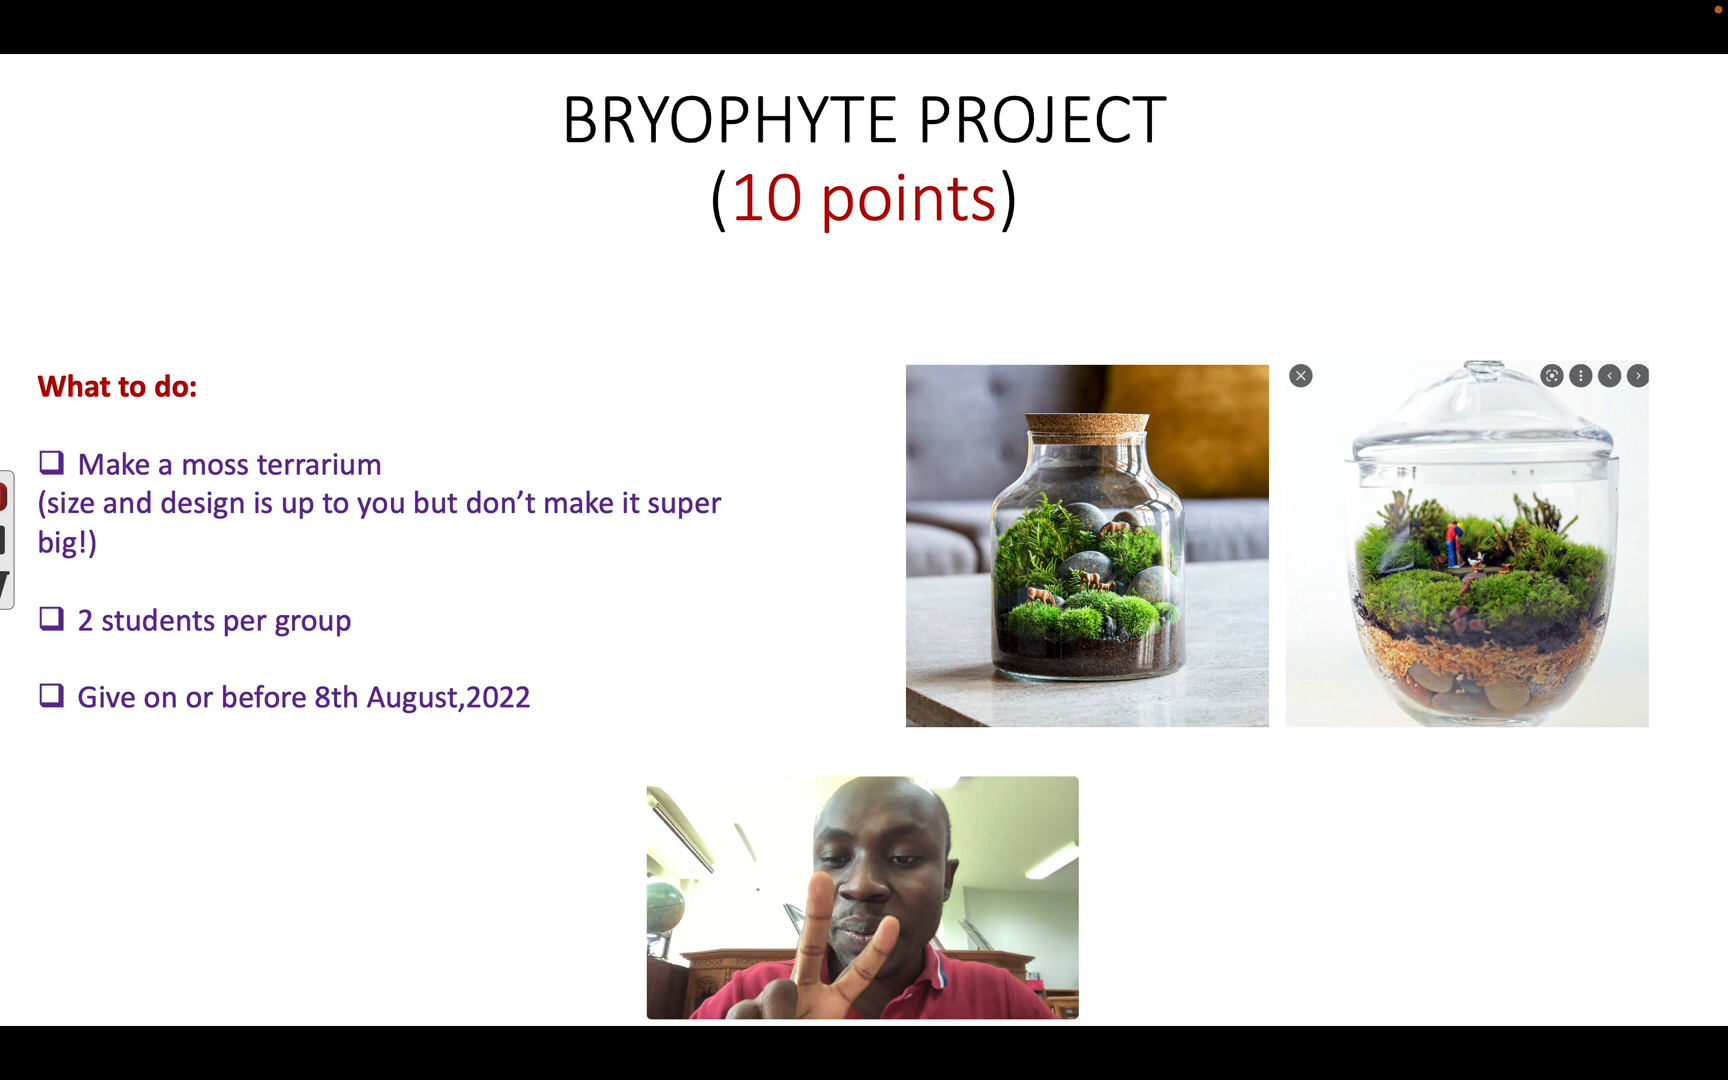 BRYOPHYTE PROJECT
(10 points)
What to do:
❑ Make a moss terrarium
(size and design is up to you but don’t make it super
big!)
❑ 2 students per group
❑ Give on or before 8th August,2022